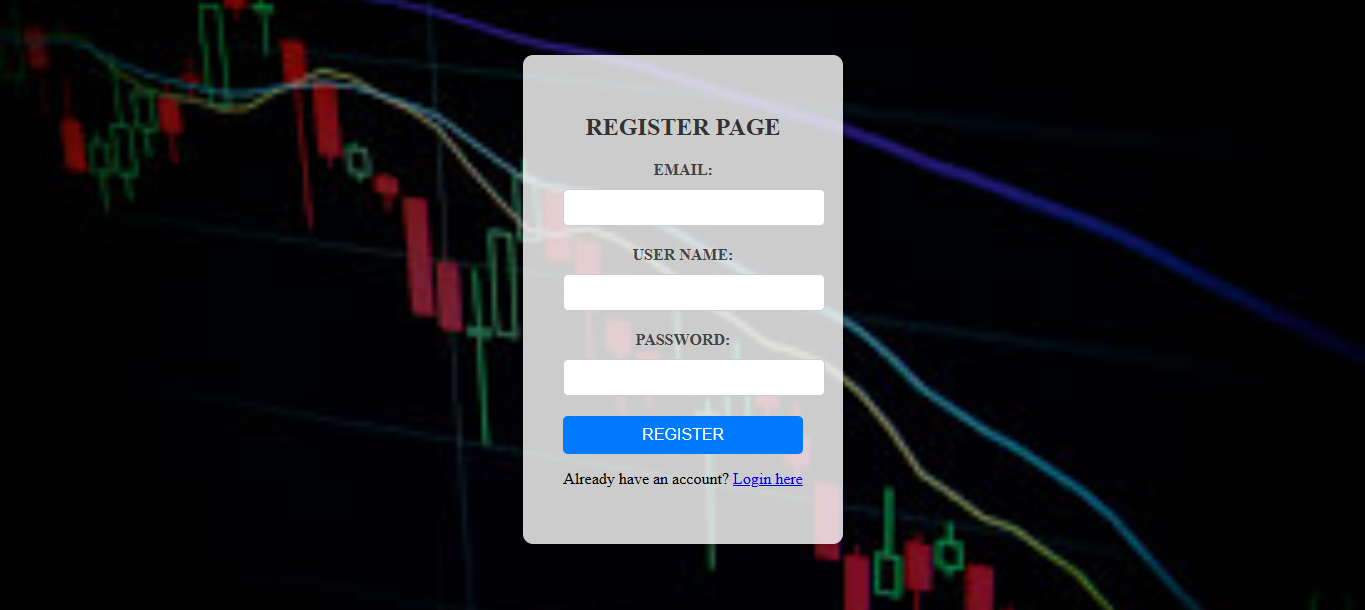 REGISTER PAGE
EMAIL:
USER NAME:
PASSWORD:
REGISTER
Already have an account? Login here